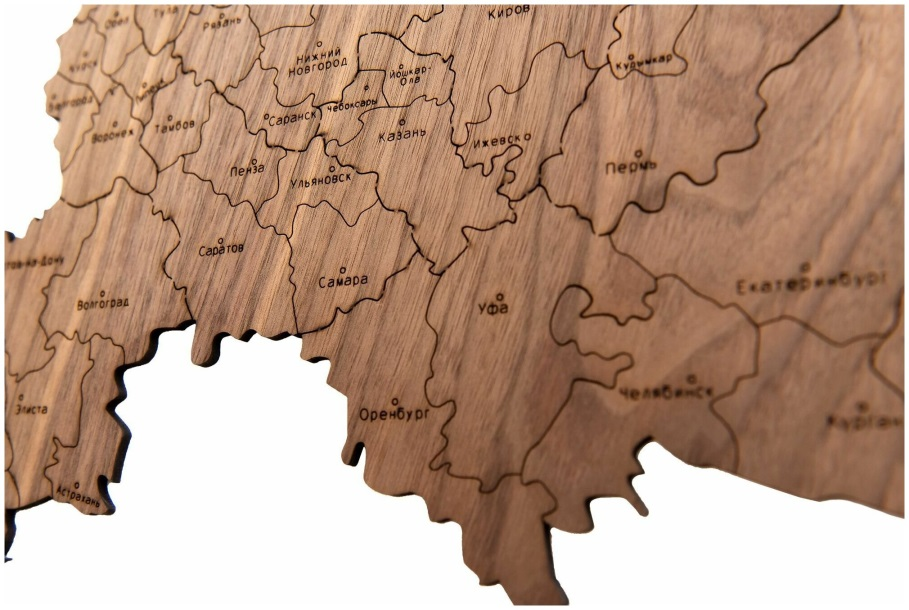 Тула
Рязань
Киров
Нижний
Новгород
Йошкар-
Ола
Кудымкар
Чебоксары
Саранск
Казань
Воронеж
Тамбов
Ижевск
Пенза
Ульяновск
Пермь
Саратов
Самара
Екатеринбург
Волгоград
Уфа
Челябинск
Элиста
Оренбург
Курган
Астрахань